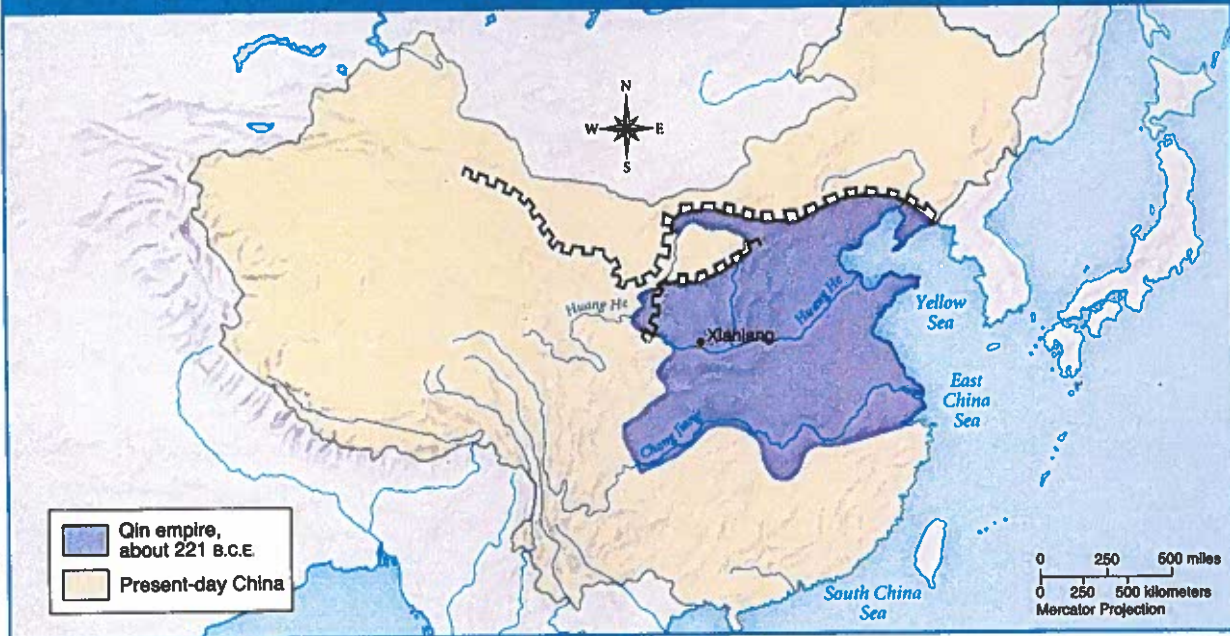 N
W E
S
Huang He
Huang He
Yellow
Sea
Xianjiang
East
China
Sea
Chang Jiang
Qin empire,
about 221 B.C.E.
Present-day China
South China
Sea
0 250 500 miles
0 250 500 kilometers
Mercator Projection